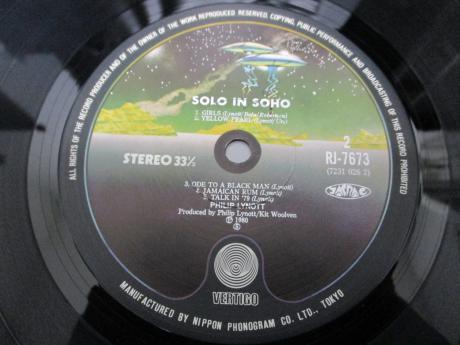 ALL RIGHTS OF THE RECORD PRODUCER AND OF THE OWNER OF THE WORK REPRODUCED RESERVED. COPYING, PUBLIC PERFORMANCE AND BROADCASTING OF THIS RECORD PROHIBITED
SOLO IN SOHO
1. GIRLS (Lynott/Bain/Robertson)
2. YELLOW PEARL (Lynott/Ure)
2
STEREO 33⅓
RJ-7673
(7231 026 2)
3. ODE TO A BLACK MAN (Lynott)
4. JAMAICAN RUM (Lynott)
5. TALK IN '79 (Lynott)
PHILIP LYNOTT
Produced by Philip Lynott/Kit Woolven
℗ 1980
VERTIGO
MANUFACTURED BY NIPPON PHONOGRAM CO. LTD., TOKYO